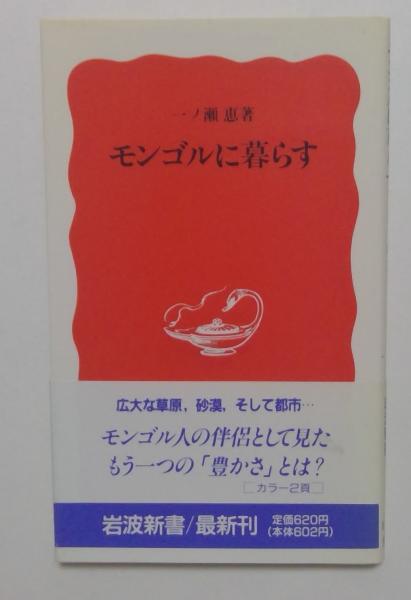 一ノ瀬 恵著
モンゴルに暮らす
広大な草原，砂漠，そして都市…
モンゴル人の伴侶として見た
もう一つの「豊かさ」とは？
カラー2頁
岩波新書/最新刊 定価620円
(本体602円)